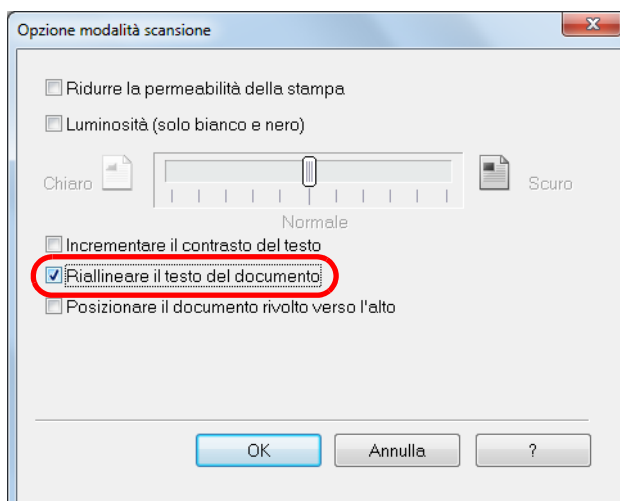 Opzione modalità scansione
x
Ridurre la permeabilità della stampa
Luminosità (solo bianco e nero)
Chiaro Scuro
Normale
Incrementare il contrasto del testo
Riallineare il testo del documento
Posizionare il documento rivolto verso l'alto
OK Annulla ?